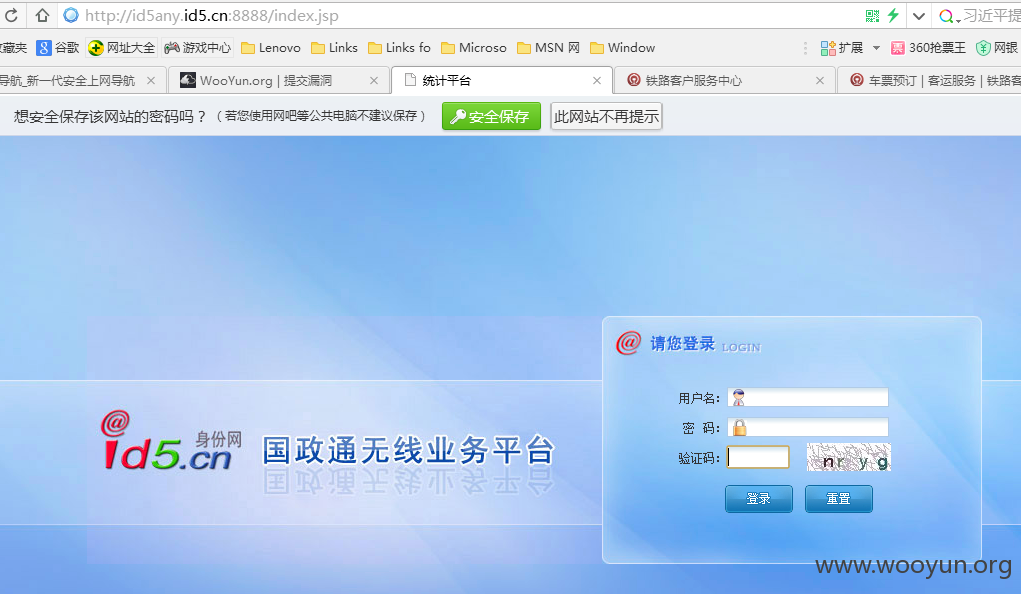 http://id5any.id5.cn:8888/index.jsp 习近平提
收藏夹 谷歌 网址大全 游戏中心 Lenovo Links Links fo Microso MSN 网 Window 扩展 360抢票王 网银
导航_新一代安全上网导航 WooYun.org | 提交漏洞 统计平台 铁路客户服务中心 车票预订 | 客运服务 | 铁路客
想安全保存该网站的密码吗？ （若您使用网吧等公共电脑不建议保存） 安全保存 此网站不再提示
@ 请您登录 LOGIN
用户名：
密 码：
验证码： nryg
登录 重置
@
id5.cn 身份网 国政通无线业务平台
www.wooyun.org